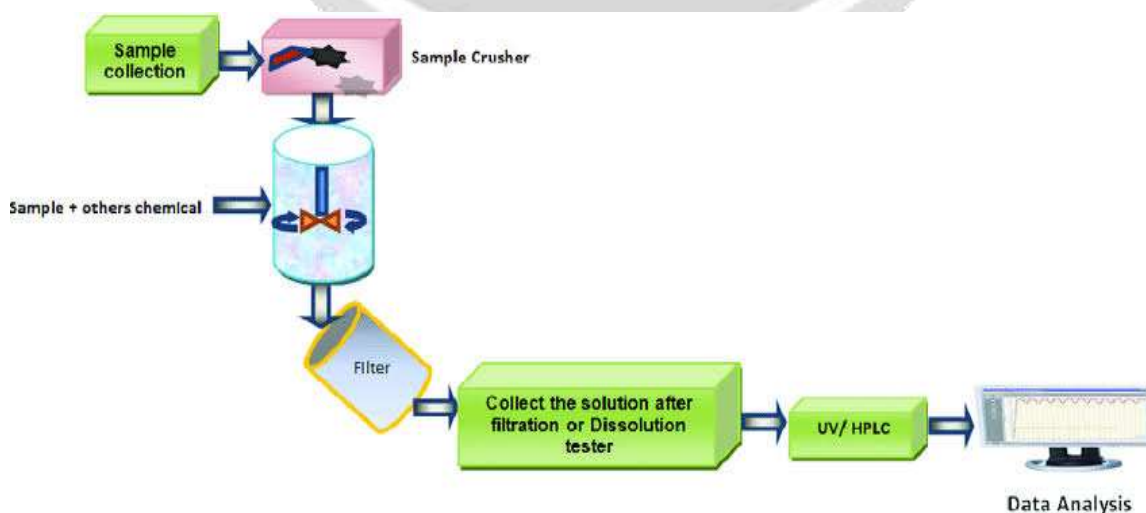 Sample
collection
Sample Crusher
Sample + others chemical
Filter
Collect the solution after
filtration or Dissolution
tester
UV/ HPLC
Data Analysis